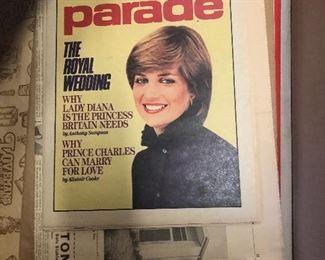 parade
THE
ROYAL
WEDDING
WHY
LADY DIANA
IS THE PRINCESS
BRITAIN NEEDS
by Anthony Sampson
WHY
PRINCE CHARLES
CAN MARRY
FOR LOVE
by Alistair Cooke
TON